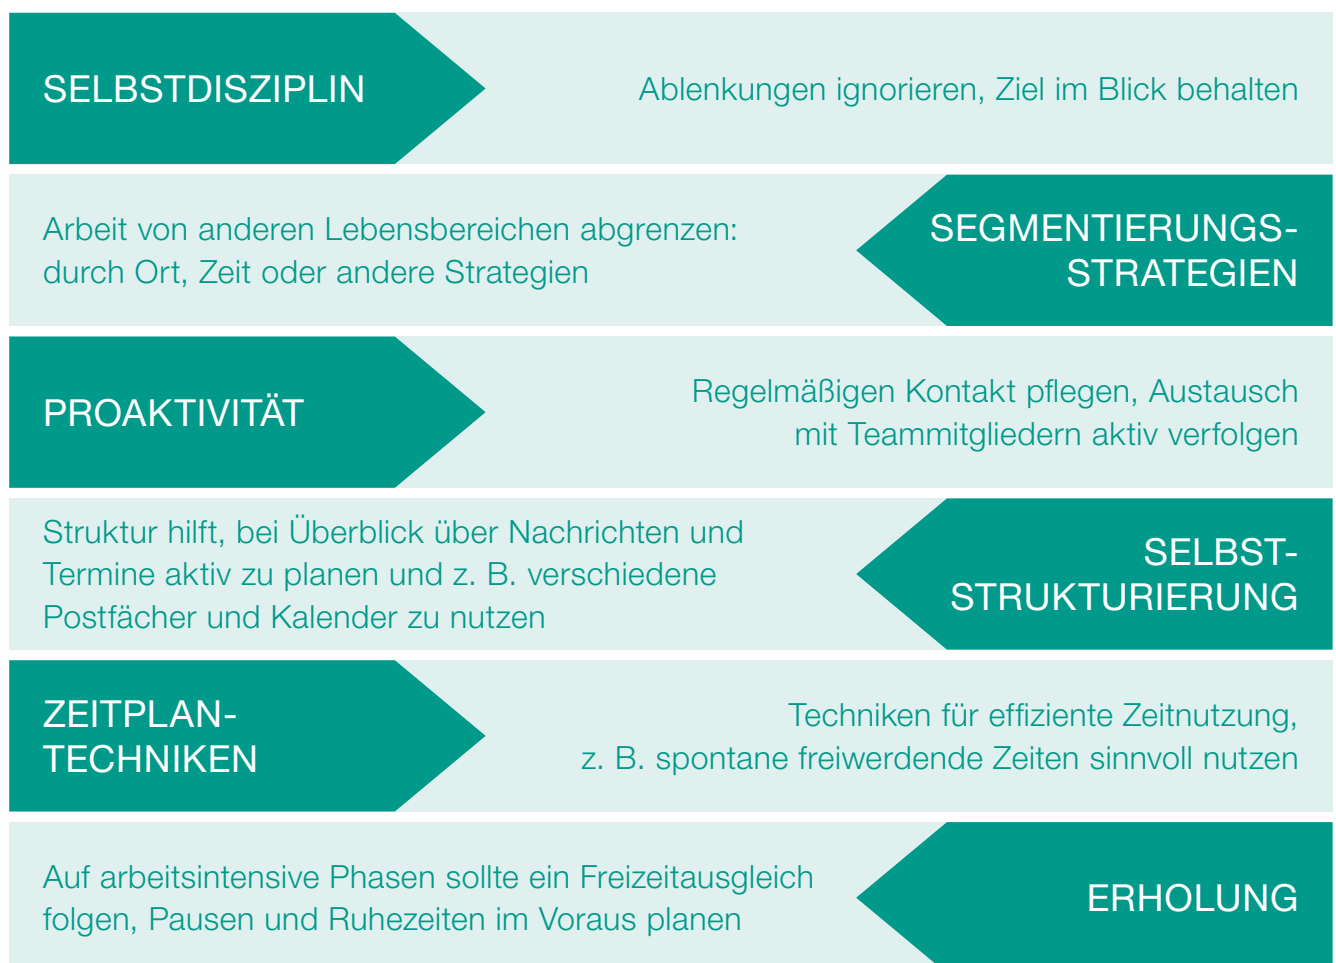 SELBSTDISZIPLIN
Ablenkungen ignorieren, Ziel im Blick behalten
Arbeit von anderen Lebensbereichen abgrenzen:
durch Ort, Zeit oder andere Strategien
SEGMENTIERUNGS-
STRATEGIEN
PROAKTIVITÄT
Regelmäßigen Kontakt pflegen, Austausch
mit Teammitgliedern aktiv verfolgen
Struktur hilft, bei Überblick über Nachrichten und
Termine aktiv zu planen und z. B. verschiedene
Postfächer und Kalender zu nutzen
SELBST-
STRUKTURIERUNG
ZEITPLAN-
TECHNIKEN
Techniken für effiziente Zeitnutzung,
z. B. spontane freiwerdende Zeiten sinnvoll nutzen
Auf arbeitsintensive Phasen sollte ein Freizeitausgleich
folgen, Pausen und Ruhezeiten im Voraus planen
ERHOLUNG